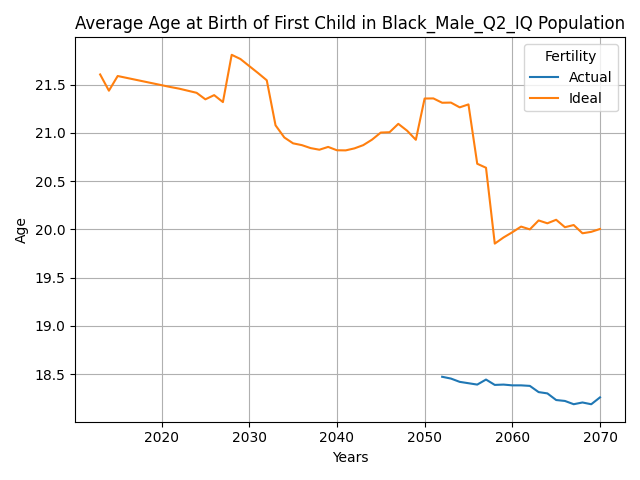 Average Age at Birth of First Child in Black_Male_Q2_IQ Population
Fertility
Actual
Ideal
Age
21.5
21.0
20.5
20.0
19.5
19.0
18.5
2020 2030 2040 2050 2060 2070
Years